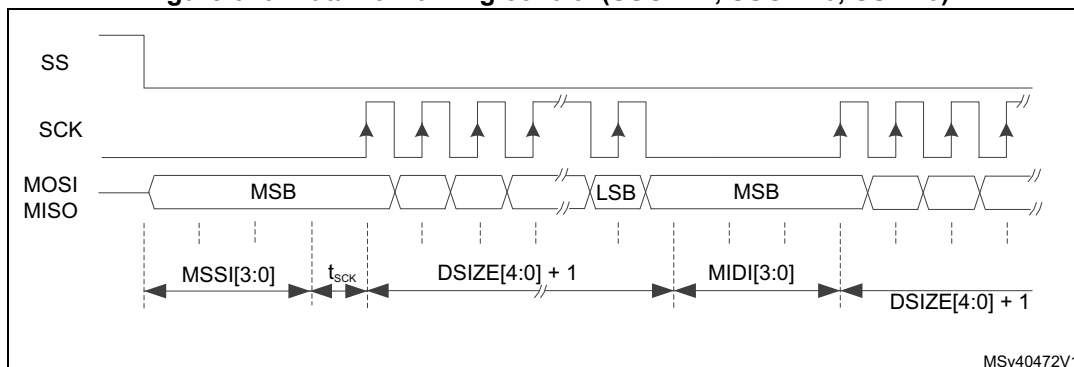 SS
SCK
MOSI
MISO
MSB
LSB
MSB
MSSI[3:0]
tSCK
DSIZE[4:0] + 1
MIDI[3:0]
DSIZE[4:0] + 1
MSv40472V1